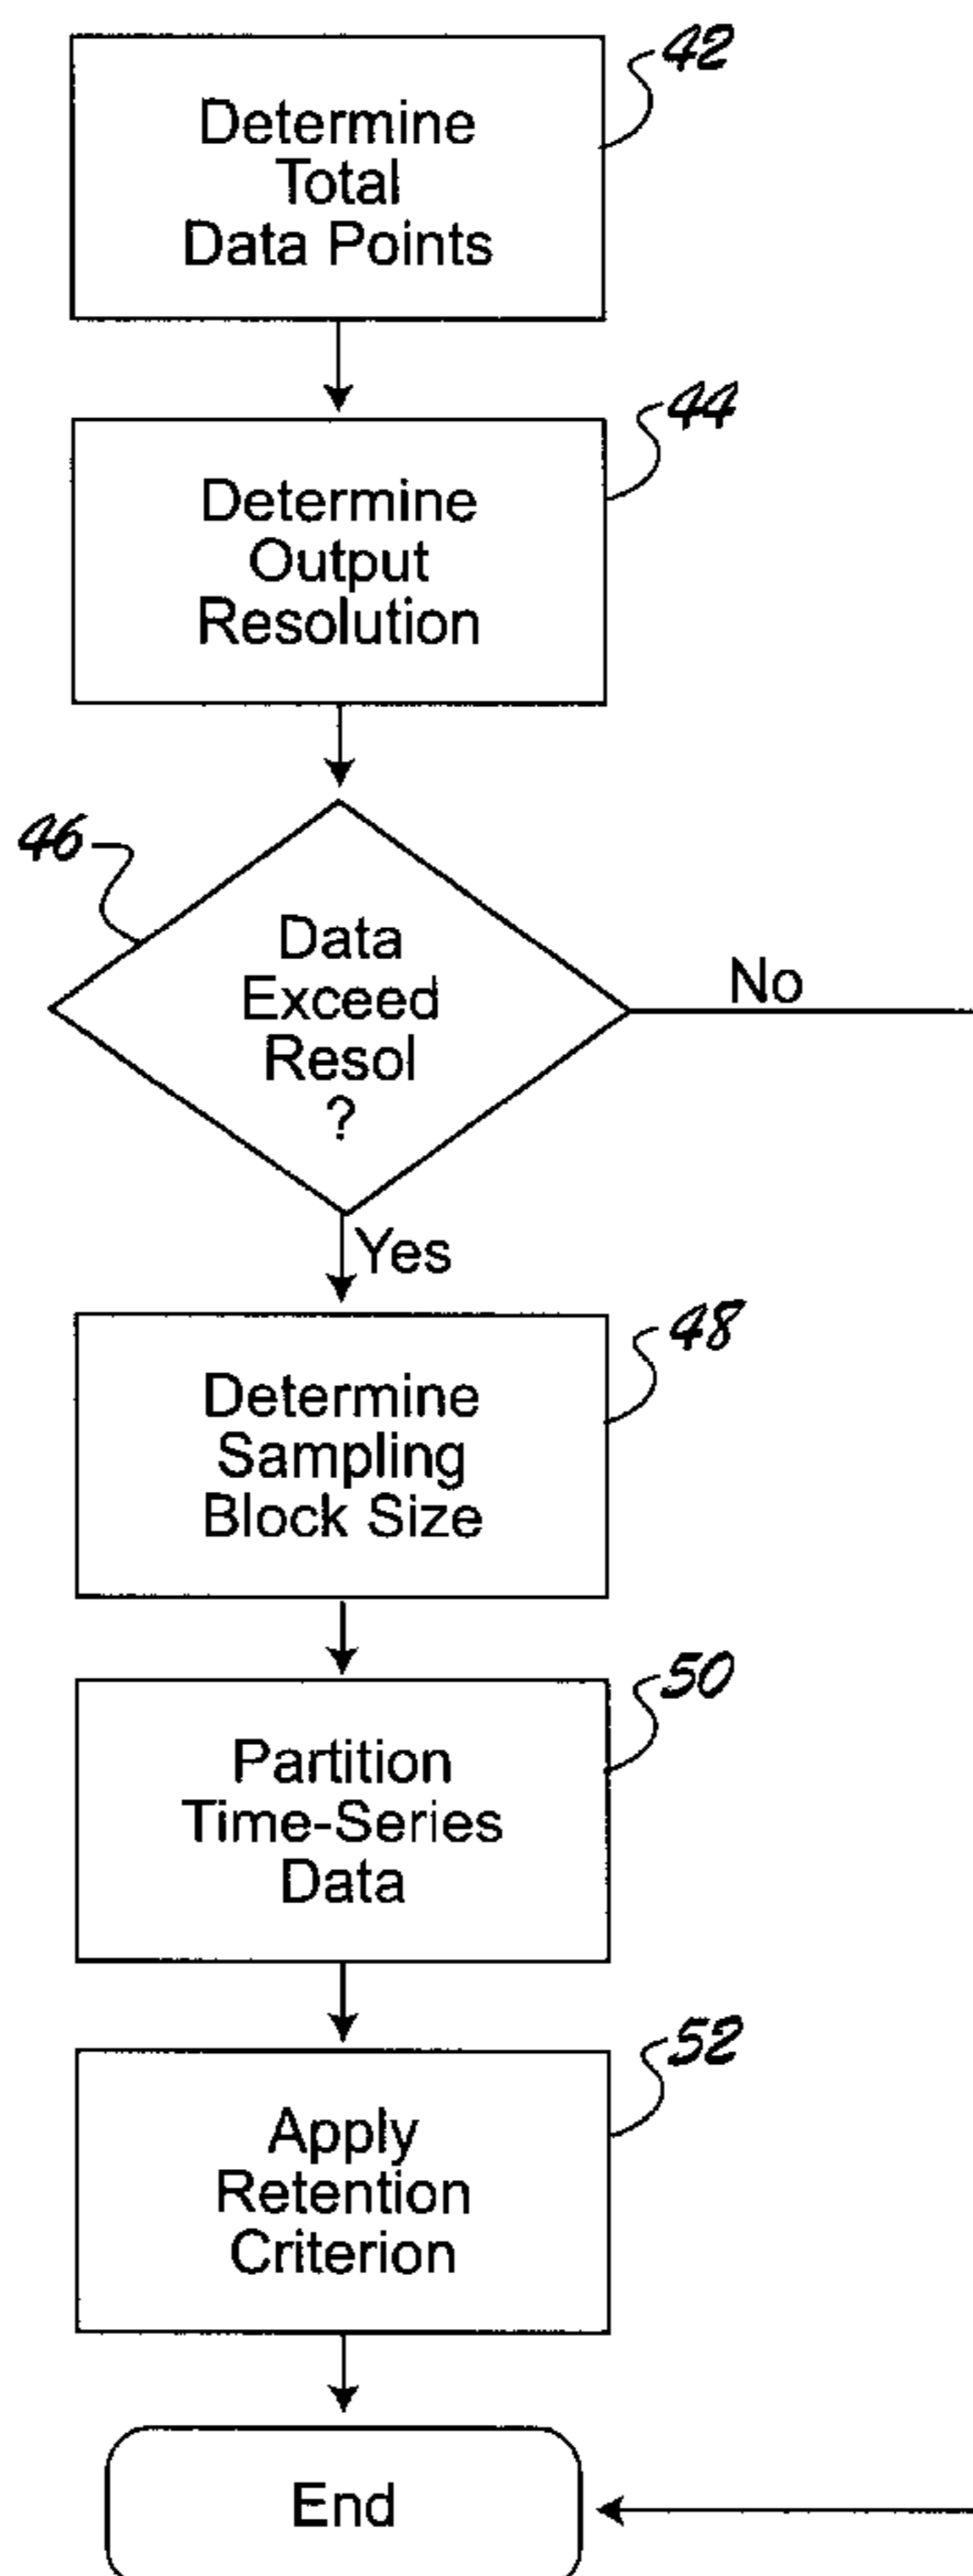 42
Determine
Total
Data Points
44
Determine
Output
Resolution
46
Data
Exceed
Resol
?
No
Yes
48
Determine
Sampling
Block Size
50
Partition
Time-Series
Data
52
Apply
Retention
Criterion
End